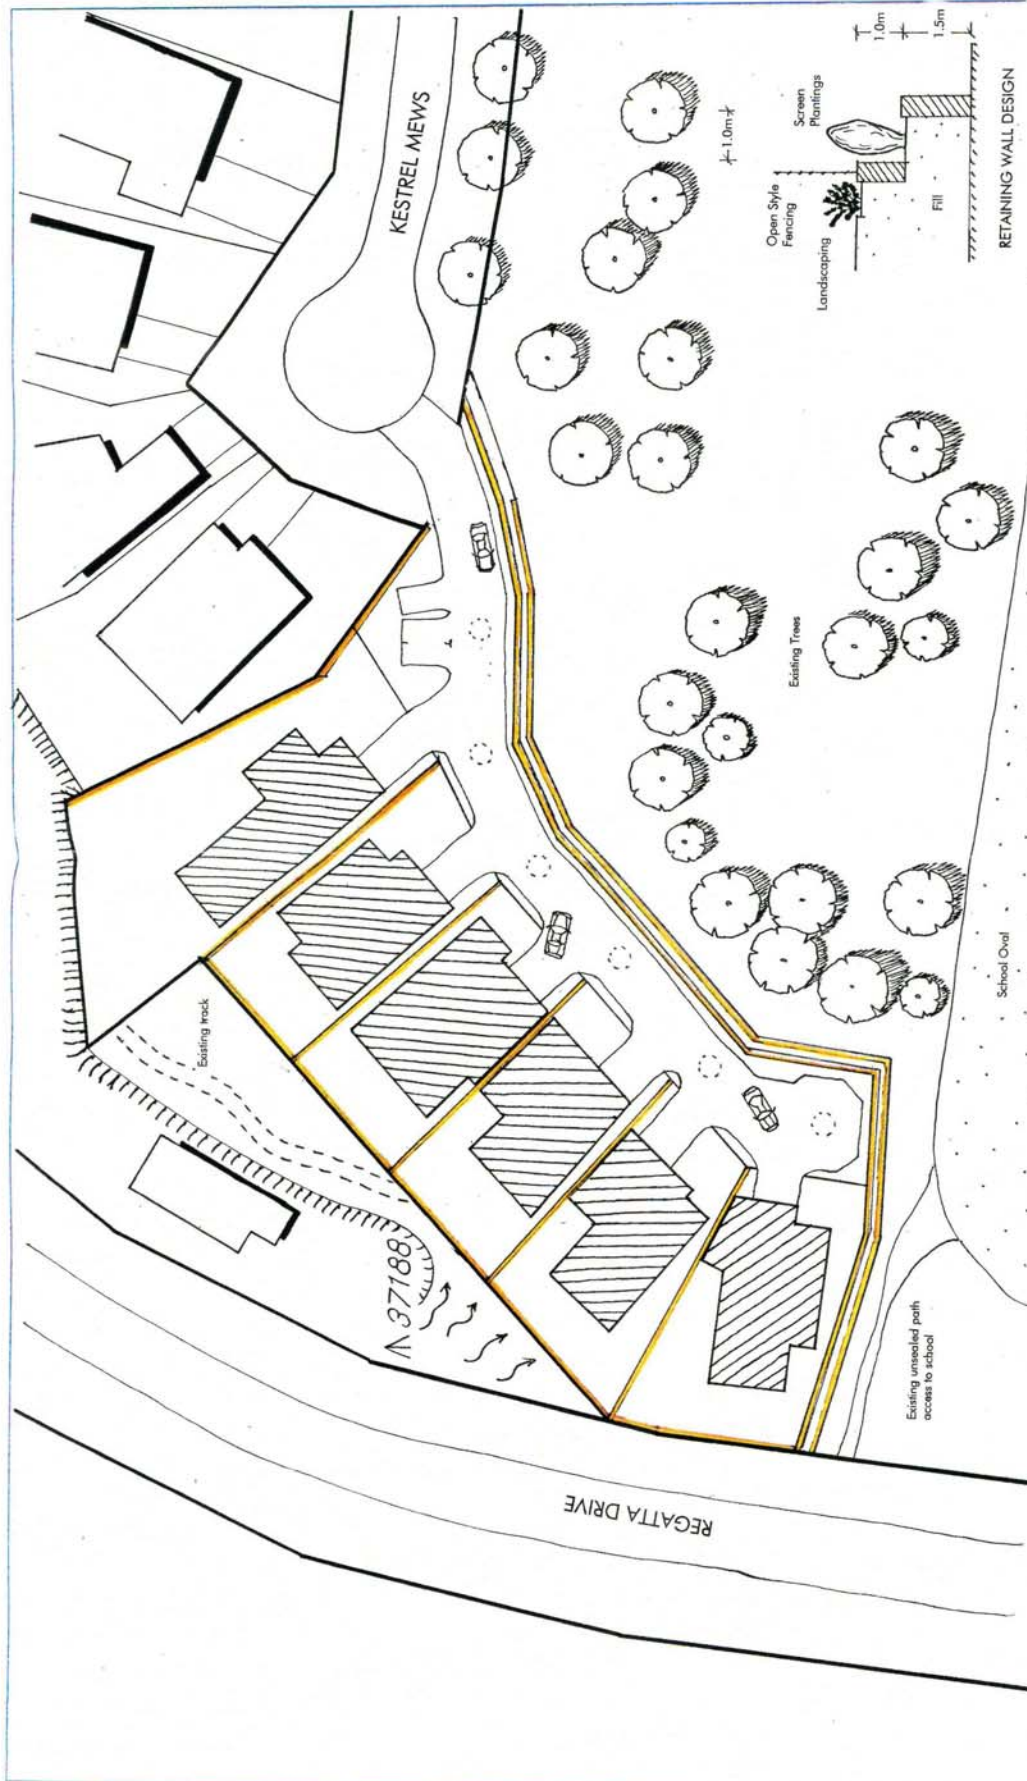 KESTREL MEWS
1.0m
1.5m
Screen
Plantings
1.0m
Open Style
Fencing
Landscaping
Fill
RETAINING WALL DESIGN
Existing Trees
Existing track
37188
School Oval
Existing unsealed path
access to school
REGATTA DRIVE